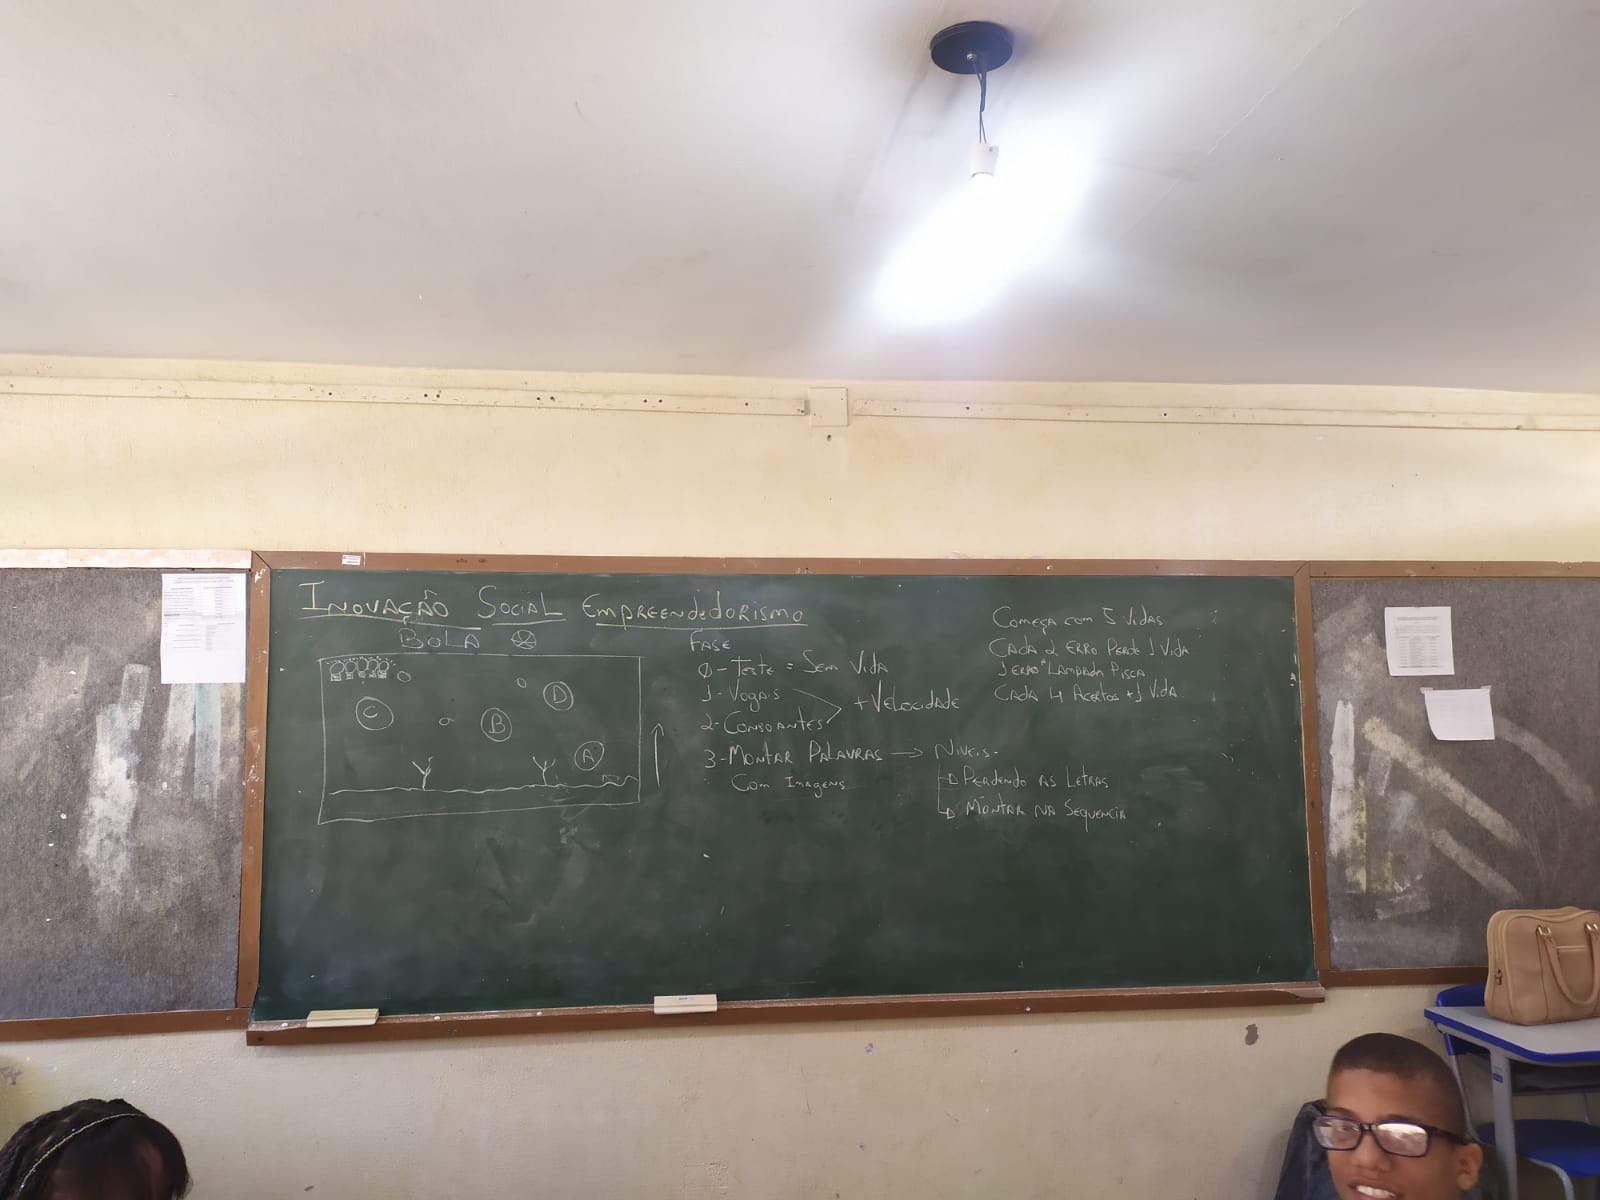 Inovação Social Empreendedorismo
Bola
C
B
D
A
Fase
0- Teste = Sem Vida
1- Vogais
2- Consoantes
+ Velocidade
3- Montar Palavras → Niveis
Com Imagens
Perdendo as Letras
Montar na Sequencia
Começa com 5 Vidas
Cada 2 Erro Perde 1 Vida
1 Erro A Lampada Pisca
Cada 4 Acertos +1 Vida